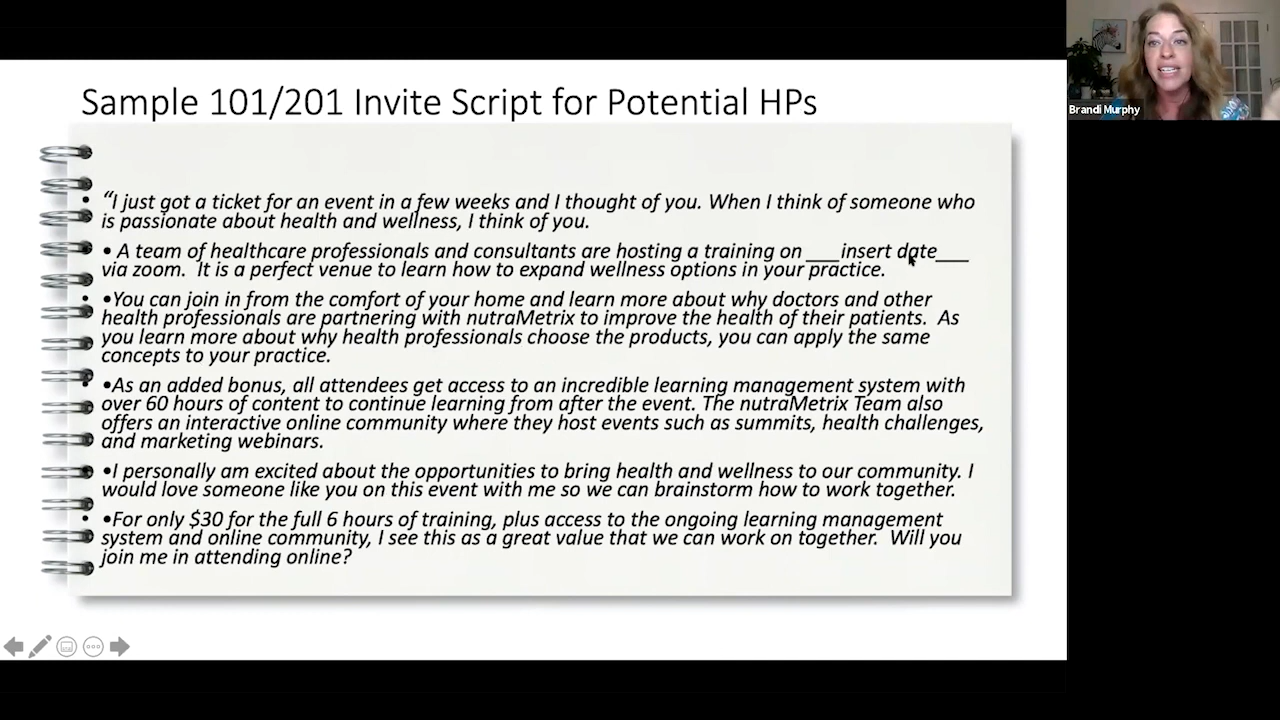 Sample 101/201 Invite Script for Potential HPs
Brandi Murphy
• “I just got a ticket for an event in a few weeks and I thought of you. When I think of someone who
is passionate about health and wellness, I think of you.
• A team of healthcare professionals and consultants are hosting a training on ___insert date___
via zoom.  It is a perfect venue to learn how to expand wellness options in your practice.
• •You can join in from the comfort of your home and learn more about why doctors and other
health professionals are partnering with nutraMetrix to improve the health of their patients.  As
you learn more about why health professionals choose the products, you can apply the same
concepts to your practice.
• •As an added bonus, all attendees get access to an incredible learning management system with
over 60 hours of content to continue learning from after the event. The nutraMetrix Team also
offers an interactive online community where they host events such as summits, health challenges,
and marketing webinars.
• •I personally am excited about the opportunities to bring health and wellness to our community. I
would love someone like you on this event with me so we can brainstorm how to work together.
• •For only $30 for the full 6 hours of training, plus access to the ongoing learning management
system and online community, I see this as a great value that we can work on together.  Will you
join me in attending online?